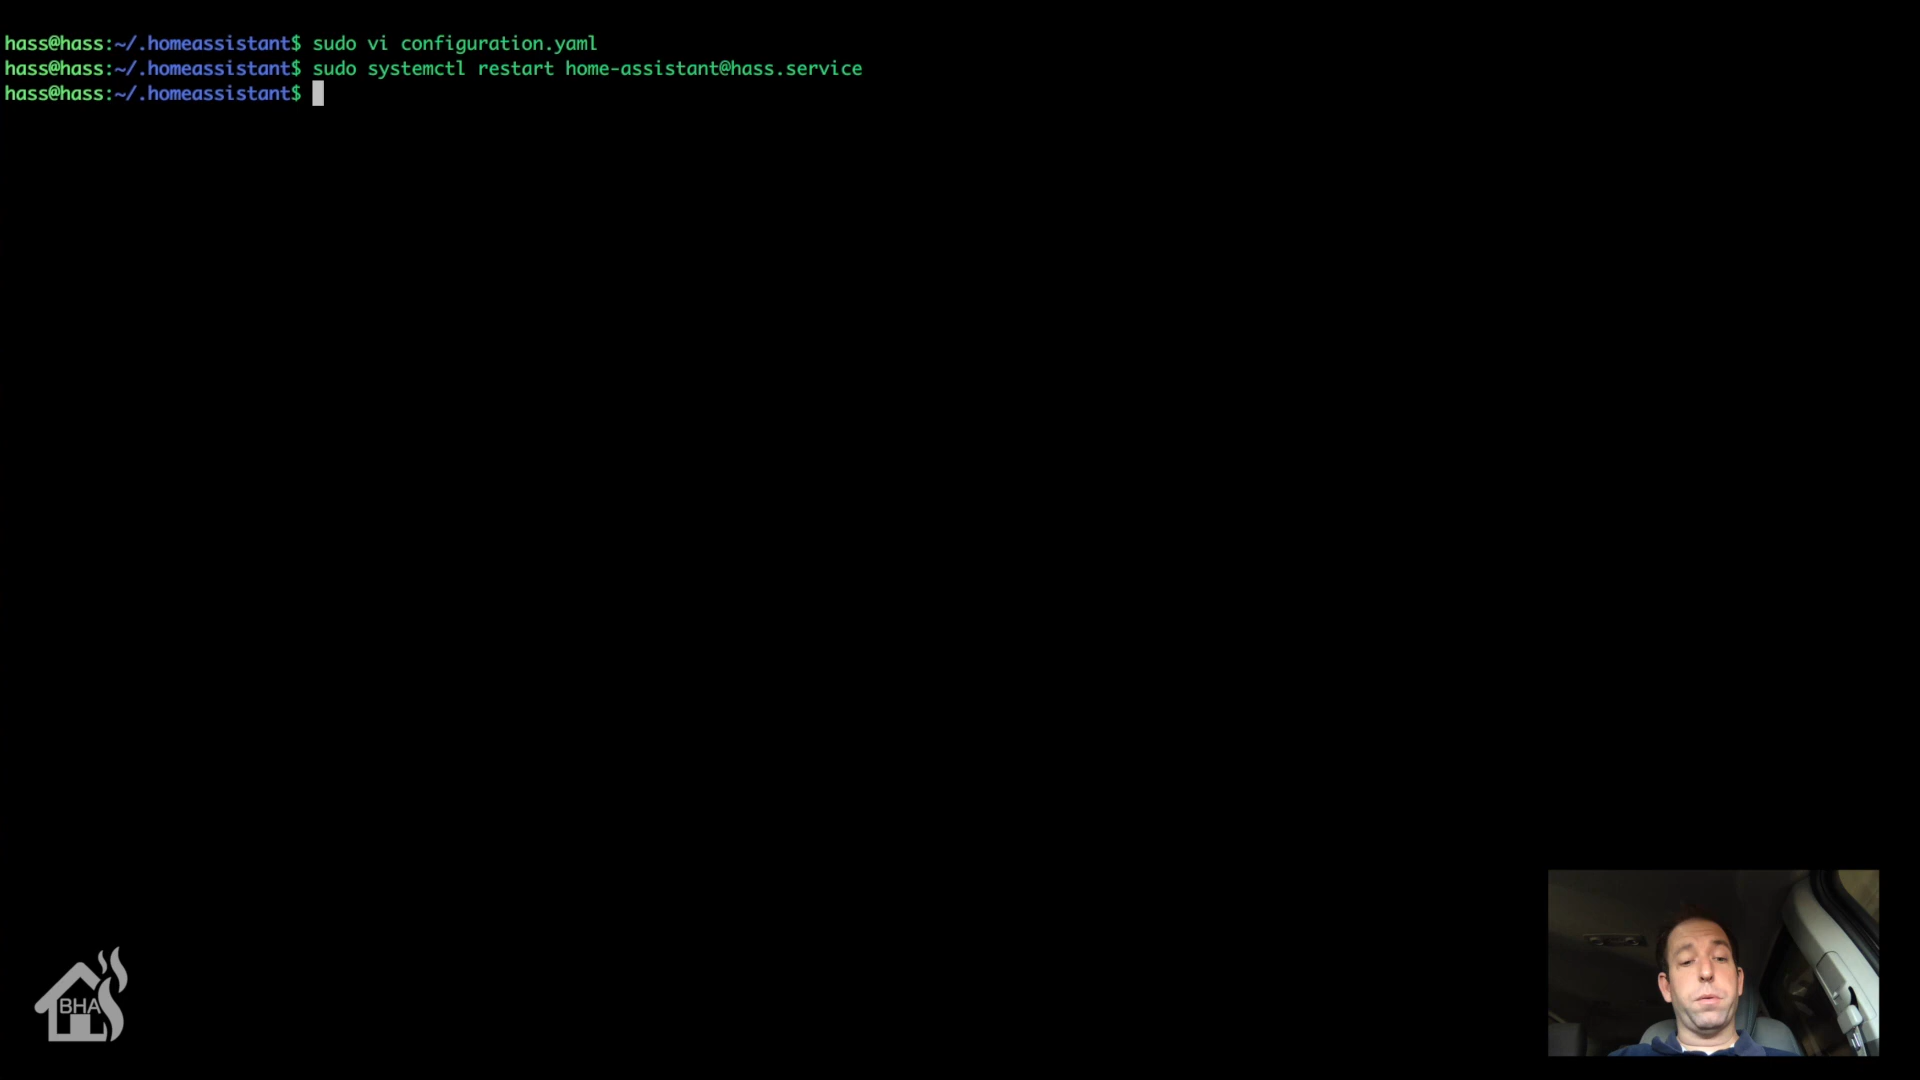 hass@hass:~/.homeassistant$ sudo vi configuration.yaml
hass@hass:~/.homeassistant$ sudo systemctl restart home-assistant@hass.service
hass@hass:~/.homeassistant$
BHA